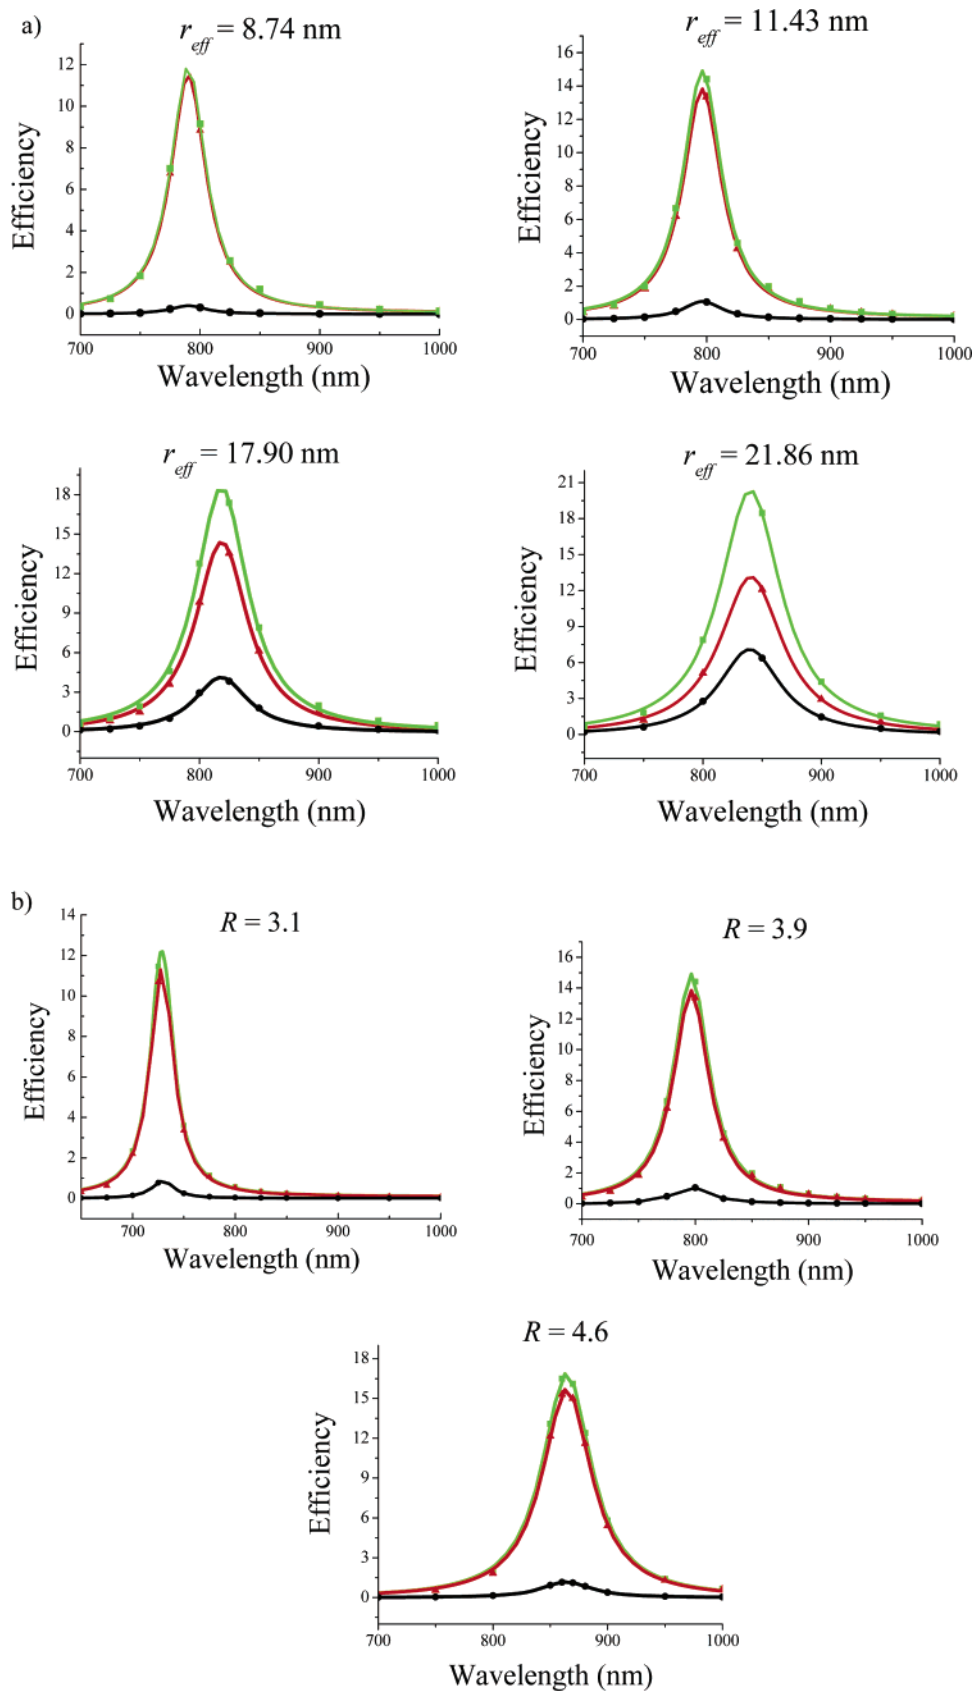 a)
r_eff = 8.74 nm
12
10
8
6
4
2
0
Efficiency
700 800 900 1000
Wavelength (nm)
r_eff = 11.43 nm
16
14
12
10
8
6
4
2
0
Efficiency
700 800 900 1000
Wavelength (nm)
r_eff = 17.90 nm
18
15
12
9
6
3
0
Efficiency
700 800 900 1000
Wavelength (nm)
r_eff = 21.86 nm
21
18
15
12
9
6
3
0
Efficiency
700 800 900 1000
Wavelength (nm)
b)
R = 3.1
14
12
10
8
6
4
2
0
Efficiency
700 800 900 1000
Wavelength (nm)
R = 3.9
16
14
12
10
8
6
4
2
0
Efficiency
700 800 900 1000
Wavelength (nm)
R = 4.6
18
15
12
9
6
3
0
Efficiency
700 800 900 1000
Wavelength (nm)